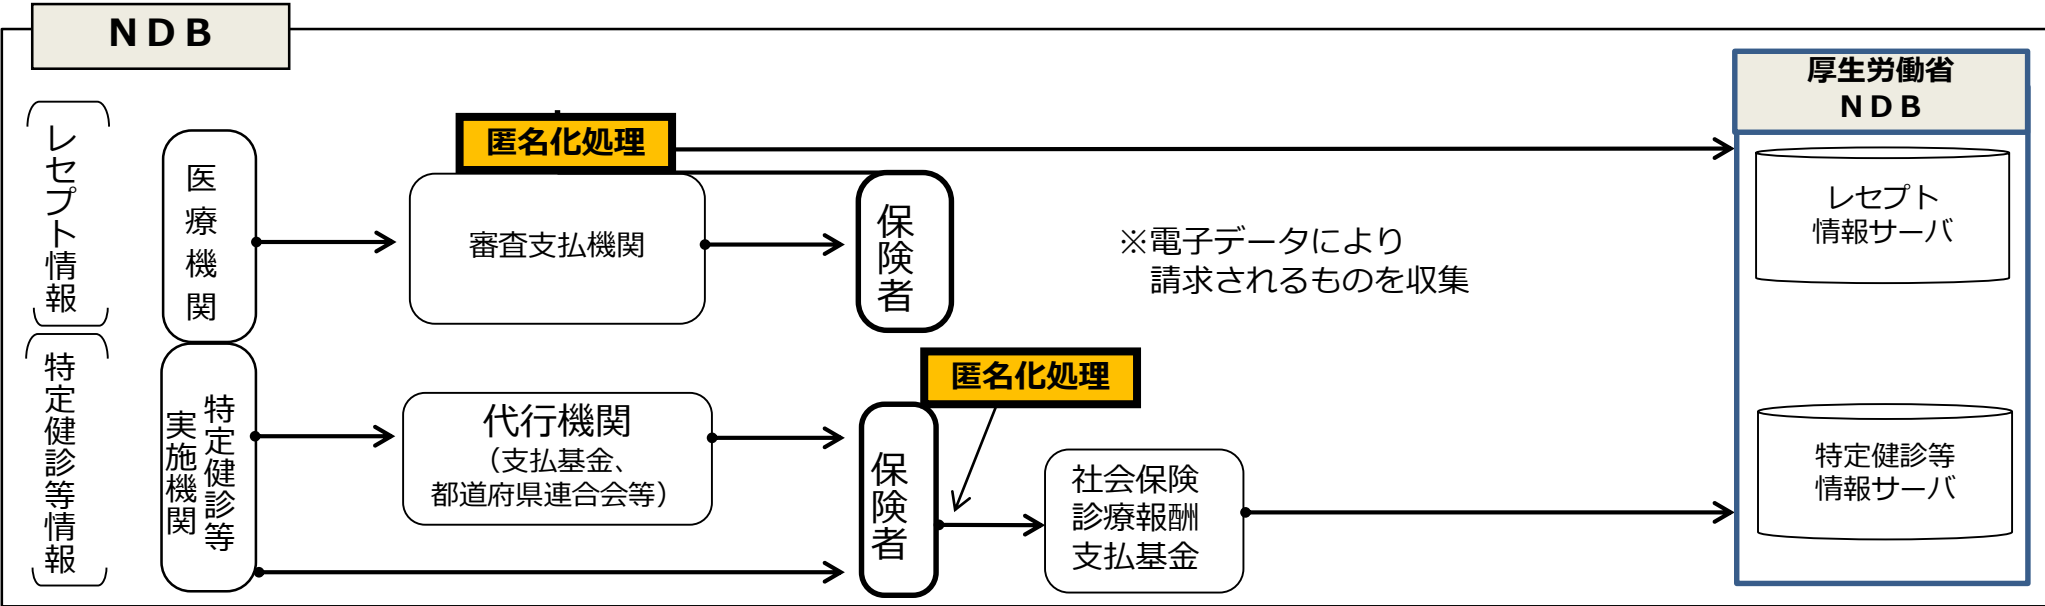 ＮＤＢ
厚生労働省
ＮＤＢ
レセプト情報
医療機関
匿名化処理
審査支払機関
保険者
※電子データにより
請求されるものを収集
レセプト
情報サーバ
特定健診等情報
特定健診等
実施機関
代行機関
（支払基金、
都道府県連合会等）
保険者
匿名化処理
社会保険
診療報酬
支払基金
特定健診等
情報サーバ